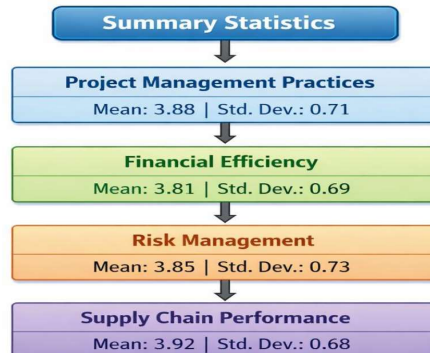 Summary Statistics
Project Management Practices
Mean: 3.88 | Std. Dev.: 0.71
Financial Efficiency
Mean: 3.81 | Std. Dev.: 0.69
Risk Management
Mean: 3.85 | Std. Dev.: 0.73
Supply Chain Performance
Mean: 3.92 | Std. Dev.: 0.68